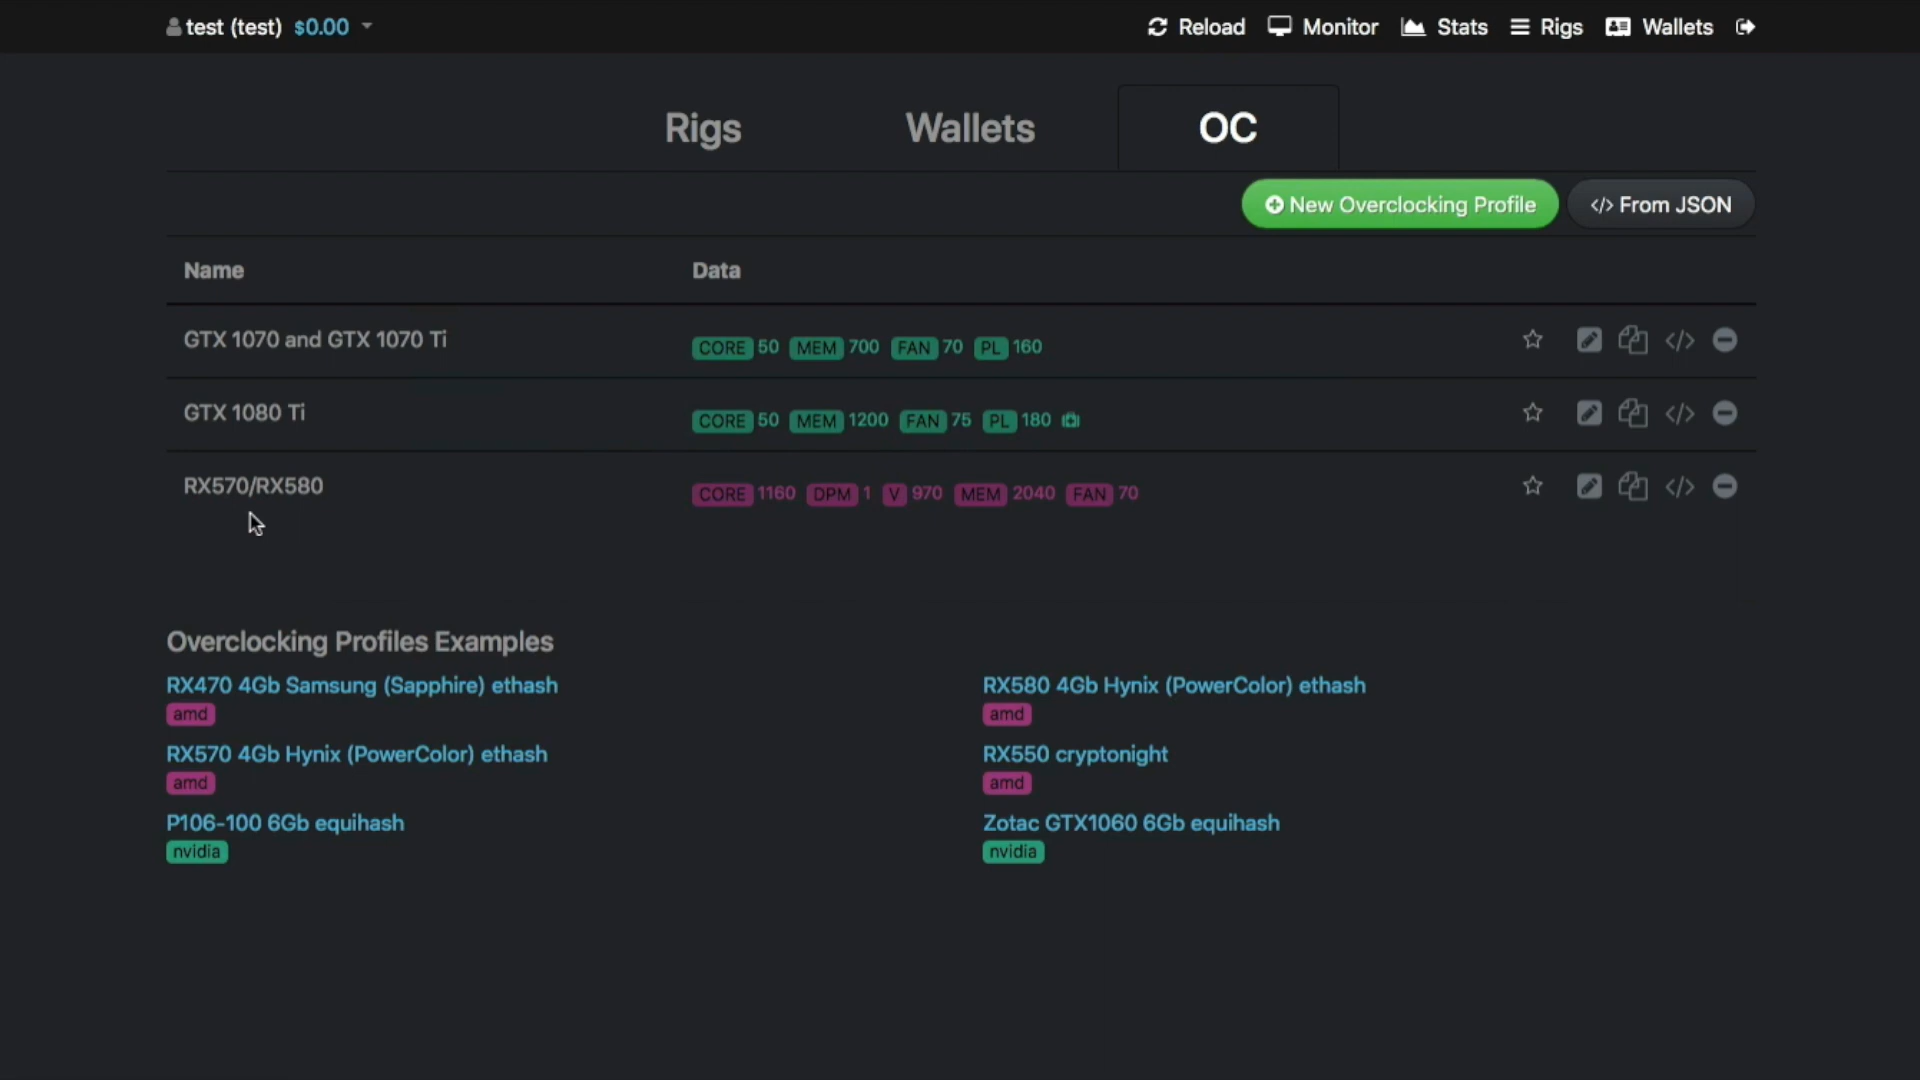 test (test) $0.00
Reload Monitor Stats Rigs Wallets
Rigs Wallets OC
New Overclocking Profile </> From JSON
Name Data
GTX 1070 and GTX 1070 Ti CORE 50 MEM 700 FAN 70 PL 160
GTX 1080 Ti CORE 50 MEM 1200 FAN 75 PL 180
RX570/RX580 CORE 1160 DPM 1 V 970 MEM 2040 FAN 70
Overclocking Profiles Examples
RX470 4Gb Samsung (Sapphire) ethash
amd
RX580 4Gb Hynix (PowerColor) ethash
amd
RX570 4Gb Hynix (PowerColor) ethash
amd
RX550 cryptonight
amd
P106-100 6Gb equihash
nvidia
Zotac GTX1060 6Gb equihash
nvidia